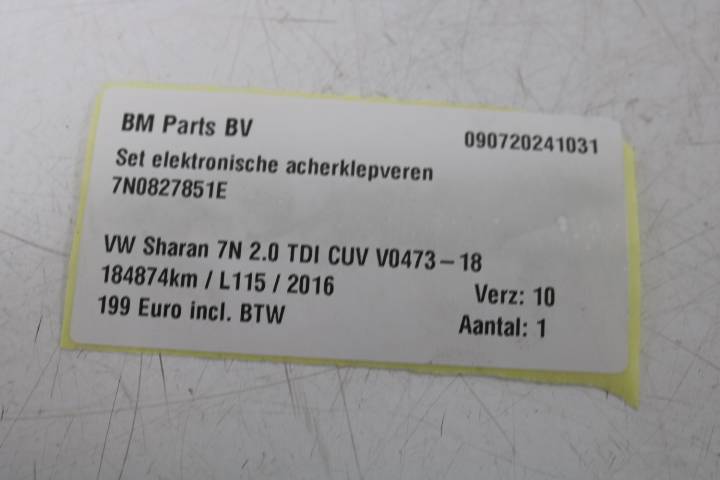 BM Parts BV 090720241031
Set elektronische acherklepveren
7N0827851E
VW Sharan 7N 2.0 TDI CUV V0473-18
184874km / L115 / 2016 Verz: 10
199 Euro incl. BTW Aantal: 1